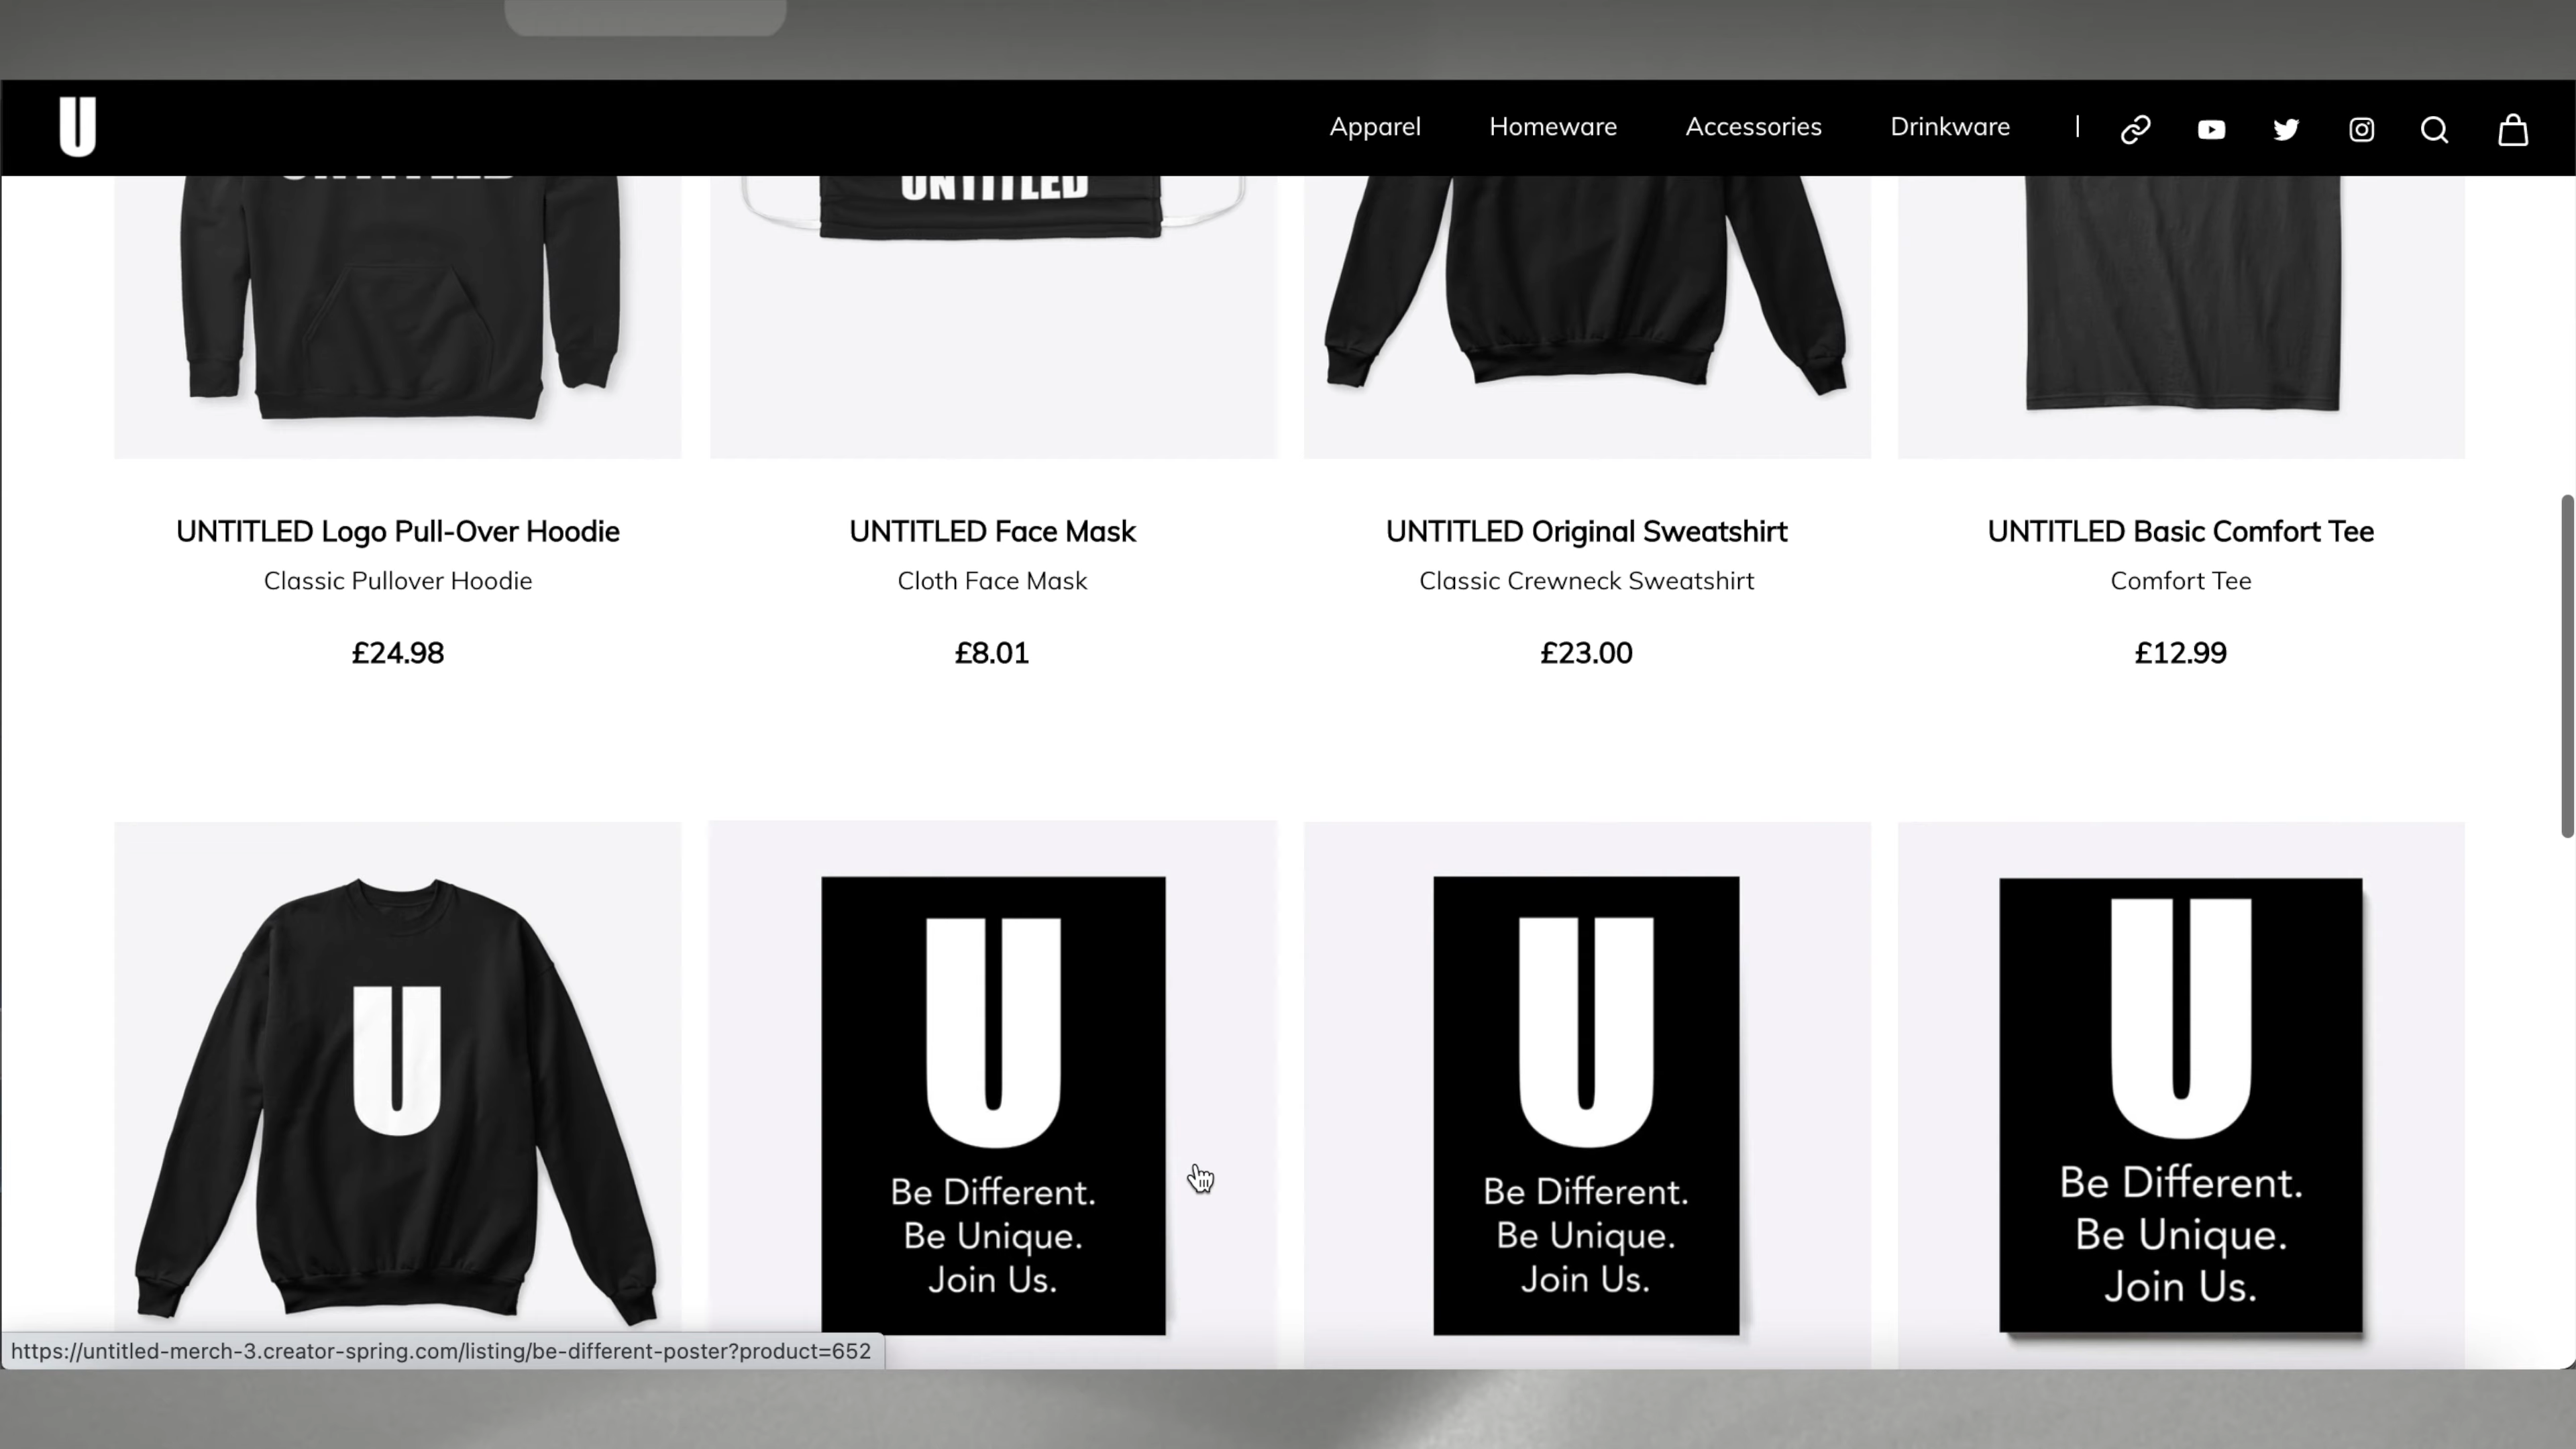 U
Apparel Homeware Accessories Drinkware |
UNTITLED
UNTITLED Logo Pull-Over Hoodie
Classic Pullover Hoodie
£24.98
UNTITLED Face Mask
Cloth Face Mask
£8.01
UNTITLED Original Sweatshirt
Classic Crewneck Sweatshirt
£23.00
UNTITLED Basic Comfort Tee
Comfort Tee
£12.99
U
U
Be Different.
Be Unique.
Join Us.
U
Be Different.
Be Unique.
Join Us.
U
Be Different.
Be Unique.
Join Us.
https://untitled-merch-3.creator-spring.com/listing/be-different-poster?product=652